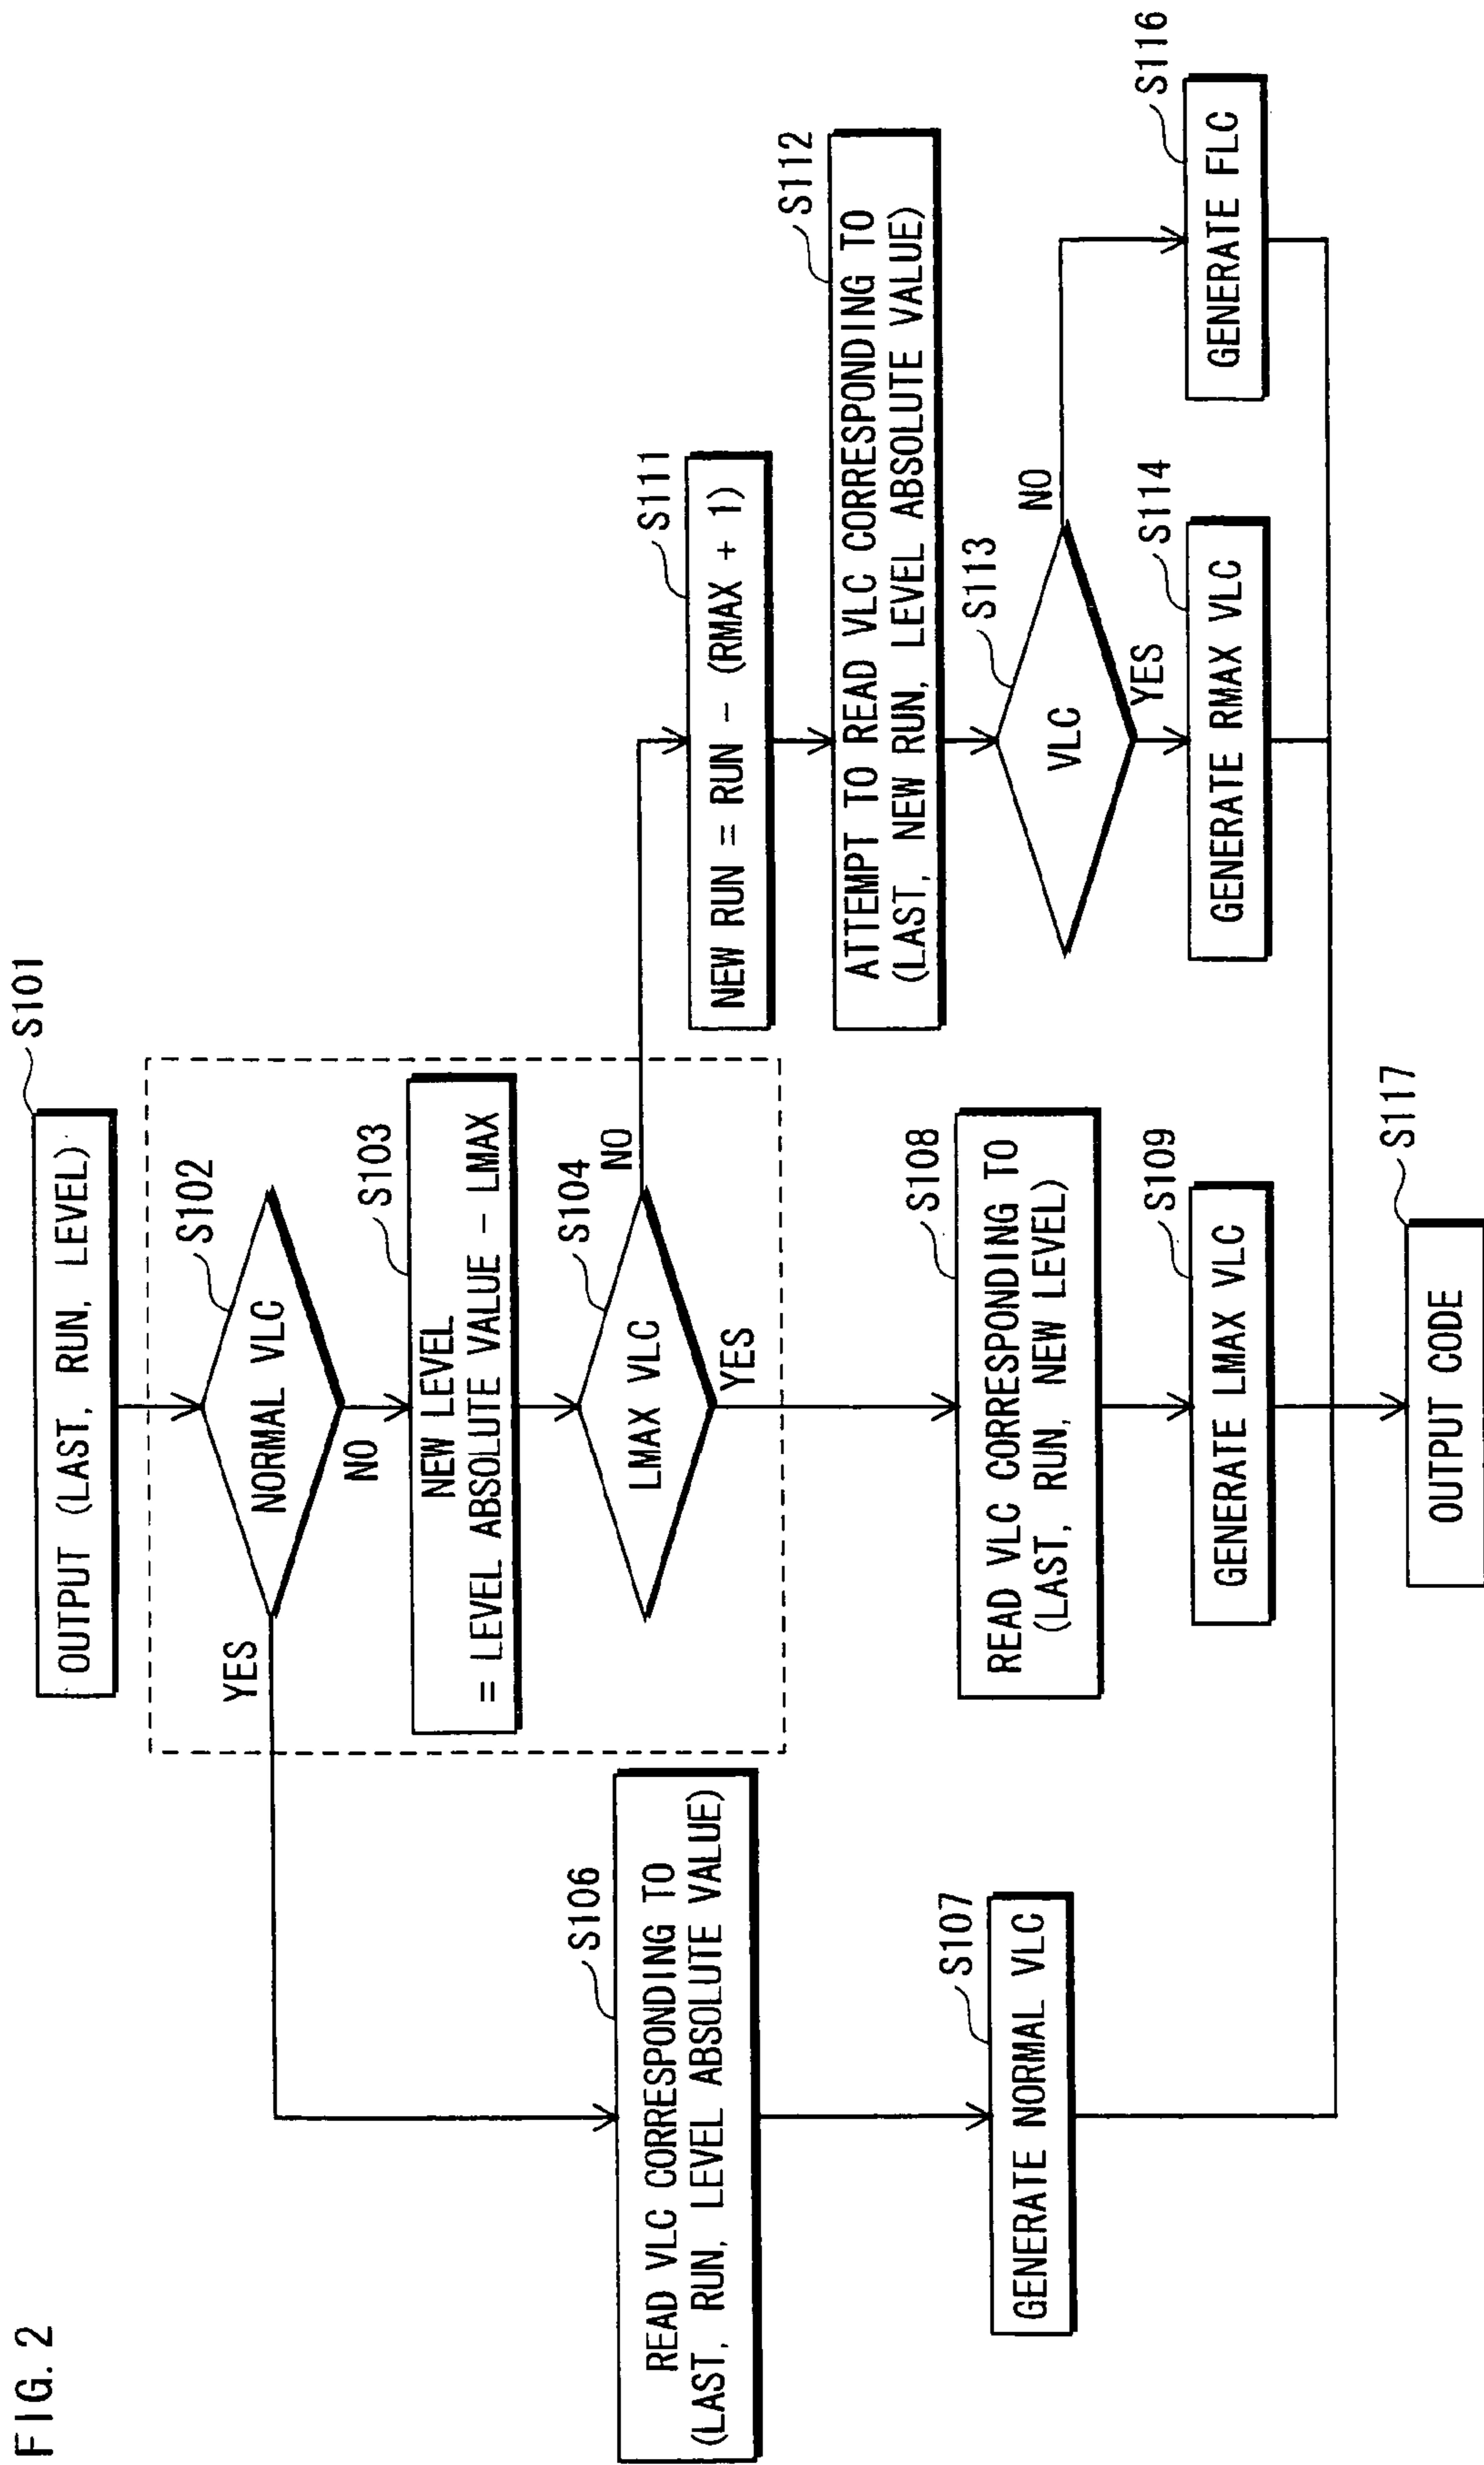 FIG. 2
S101
OUTPUT (LAST, RUN, LEVEL)
S102
NORMAL VLC
YES
NO
S103
NEW LEVEL
= LEVEL ABSOLUTE VALUE - LMAX
S104
LMAX VLC
NO
YES
S106
READ VLC CORRESPONDING TO
(LAST, RUN, LEVEL ABSOLUTE VALUE)
S107
GENERATE NORMAL VLC
S108
READ VLC CORRESPONDING TO
(LAST, RUN, NEW LEVEL)
S109
GENERATE LMAX VLC
S111
NEW RUN = RUN - (RMAX + 1)
S112
ATTEMPT TO READ VLC CORRESPONDING TO
(LAST, NEW RUN, LEVEL ABSOLUTE VALUE)
S113
VLC
NO
YES
S114
GENERATE RMAX VLC
S116
GENERATE FLC
S117
OUTPUT CODE